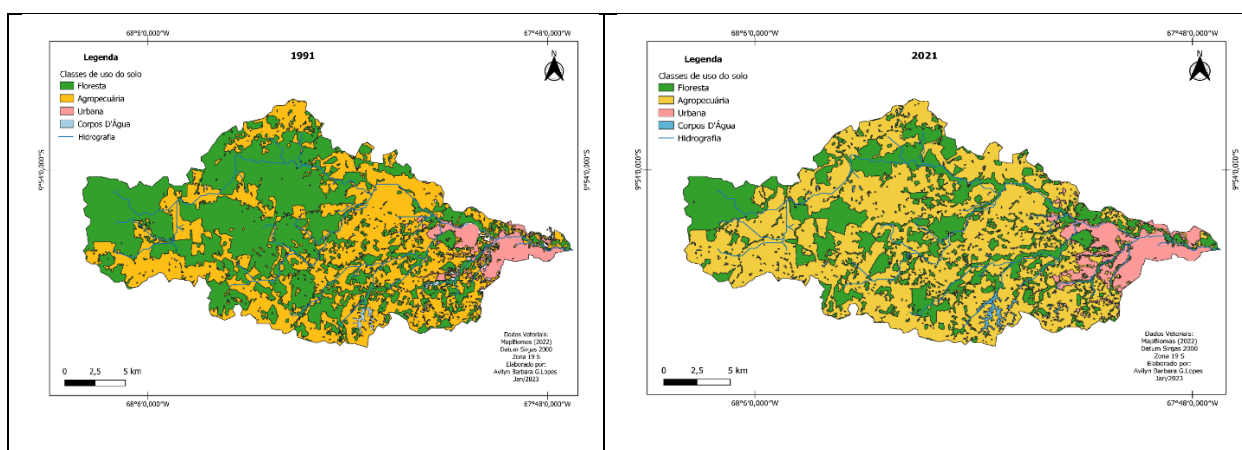 68°6'0,000"W
67°48'0,000"W
Legenda
1991
N
Classes de uso do solo
Floresta
Agropecuária
Urbana
Corpos D'Água
Hidrografia
9°54'0,000"S
9°54'0,000"S
Dados Vetoriais:
MapBiomas (2022)
Datum Sirgas 2000
Zona 19 S
Elaborado por:
Avilyn Barbara G.Lopes
Jan/2023
0 2,5 5 km
68°6'0,000"W
67°48'0,000"W
68°6'0,000"W
67°48'0,000"W
Legenda
2021
N
Classes de uso do solo
Floresta
Agropecuária
Urbana
Corpos D'Água
Hidrografia
9°54'0,000"S
9°54'0,000"S
Dados Vetoriais:
MapBiomas (2022)
Datum Sirgas 2000
Zona 19 S
Elaborado por:
Avilyn Barbara G.Lopes
Jan/2023
0 2,5 5 km
68°6'0,000"W
67°48'0,000"W